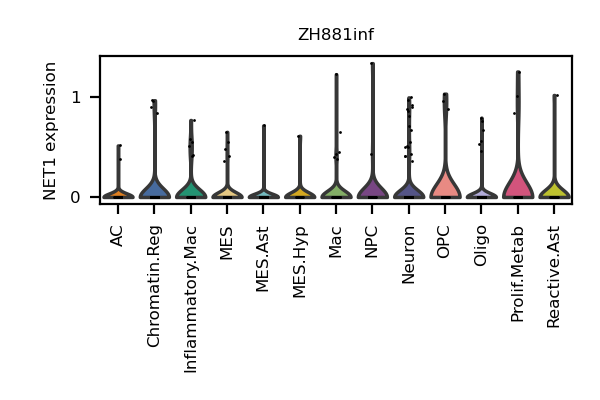 ZH881inf
NET1 expression
1
0
AC
Chromatin.Reg
Inflammatory.Mac
MES
MES.Ast
MES.Hyp
Mac
NPC
Neuron
OPC
Oligo
Prolif.Metab
Reactive.Ast